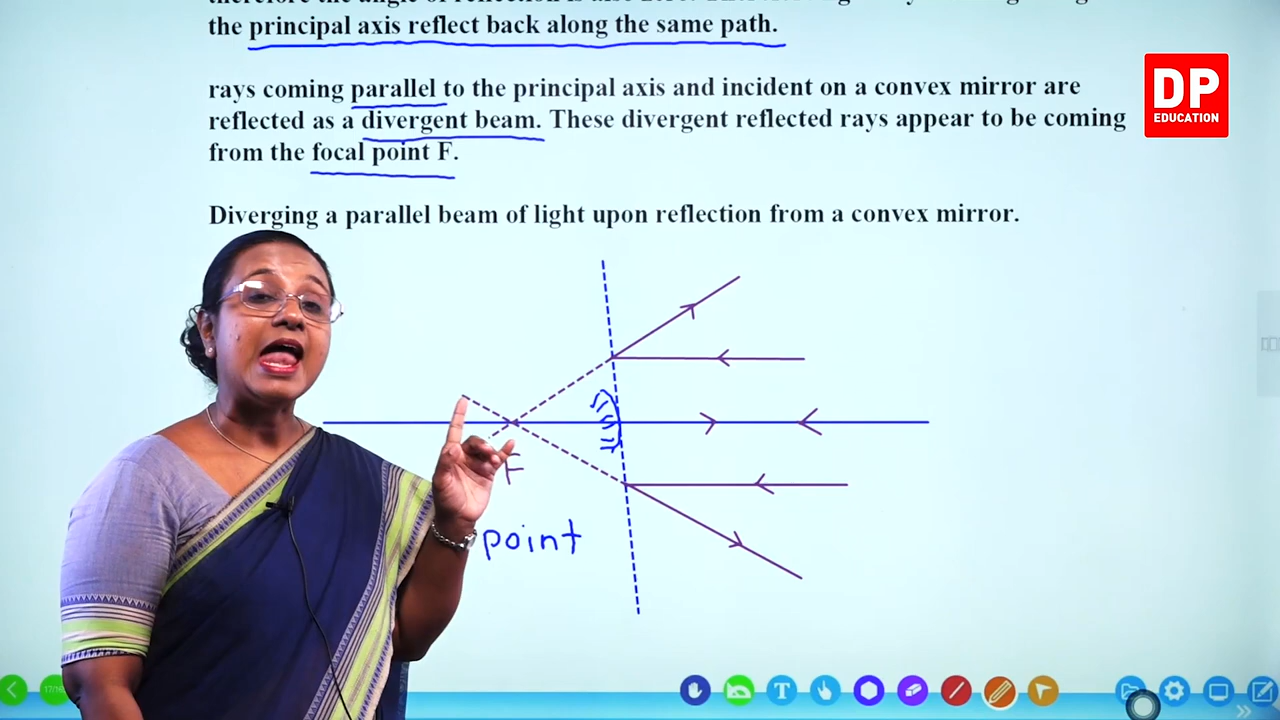 the principal axis reflect back along the same path.
DP
EDUCATION
rays coming parallel to the principal axis and incident on a convex mirror are
reflected as a divergent beam. These divergent reflected rays appear to be coming
from the focal point F.
Diverging a parallel beam of light upon reflection from a convex mirror.
F
point
T